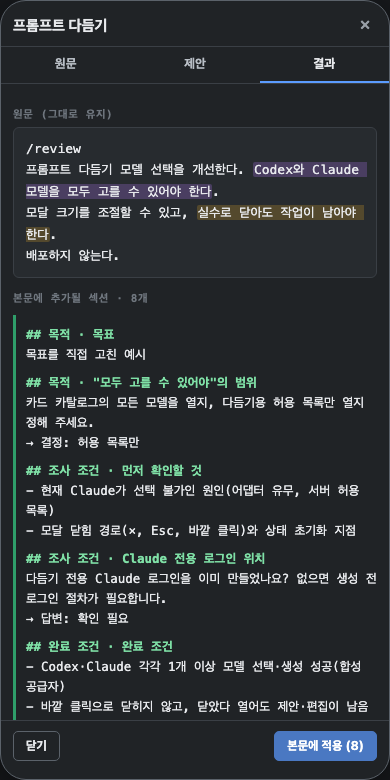 프롬프트 다듬기 ×
원문 제안 결과
원문 (그대로 유지)
/review
프롬프트 다듬기 모델 선택을 개선한다. Codex와 Claude
모델을 모두 고를 수 있어야 한다.
모달 크기를 조절할 수 있고, 실수로 닫아도 작업이 남아야
한다.
배포하지 않는다.
본문에 추가될 섹션 · 8개
## 목적 · 목표
목표를 직접 고친 예시
## 목적 · "모두 고를 수 있어야"의 범위
카드 카탈로그의 모든 모델을 열지, 다듬기용 허용 목록만 열지
정해 주세요.
→ 결정: 허용 목록만
## 조사 조건 · 먼저 확인할 것
- 현재 Claude가 선택 불가인 원인(어댑터 유무, 서버 허용
목록)
- 모달 닫힘 경로(×, Esc, 바깥 클릭)와 상태 초기화 지점
## 조사 조건 · Claude 전용 로그인 위치
다듬기 전용 Claude 로그인을 이미 만들었나요? 없으면 생성 전
로그인 절차가 필요합니다.
→ 답변: 확인 필요
## 완료 조건 · 완료 조건
- Codex·Claude 각각 1개 이상 모델 선택·생성 성공(합성
공급자)
- 바깥 클릭으로 닫히지 않고, 닫았다 열어도 제안·편집이 남음
닫기 본문에 적용 (8)